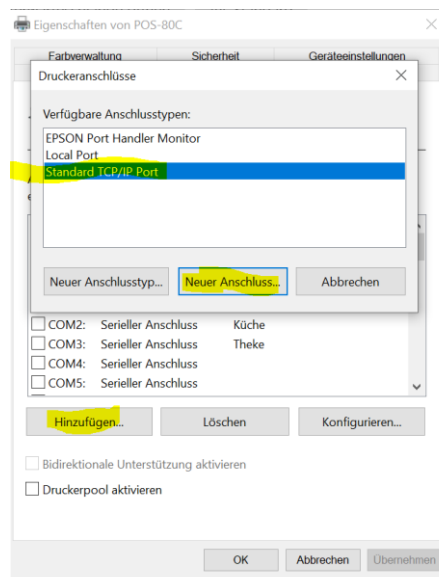 Eigenschaften von POS-80C
Farbverwaltung Sicherheit Geräteeinstellungen
Druckeranschlüsse
Verfügbare Anschlusstypen:
EPSON Port Handler Monitor
Local Port
Standard TCP/IP Port
Neuer Anschlusstyp... Neuer Anschluss... Abbrechen
COM2: Serieller Anschluss Küche
COM3: Serieller Anschluss Theke
COM4: Serieller Anschluss
COM5: Serieller Anschluss
Hinzufügen... Löschen Konfigurieren...
Bidirektionale Unterstützung aktivieren
Druckerpool aktivieren
OK Abbrechen Übernehmen